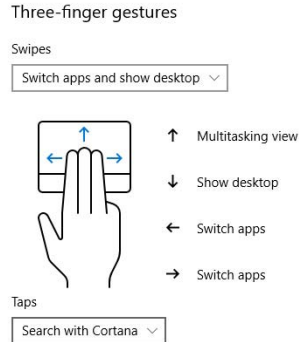 Three-finger gestures
Swipes
Switch apps and show desktop
Multitasking view
Show desktop
Switch apps
Switch apps
Taps
Search with Cortana